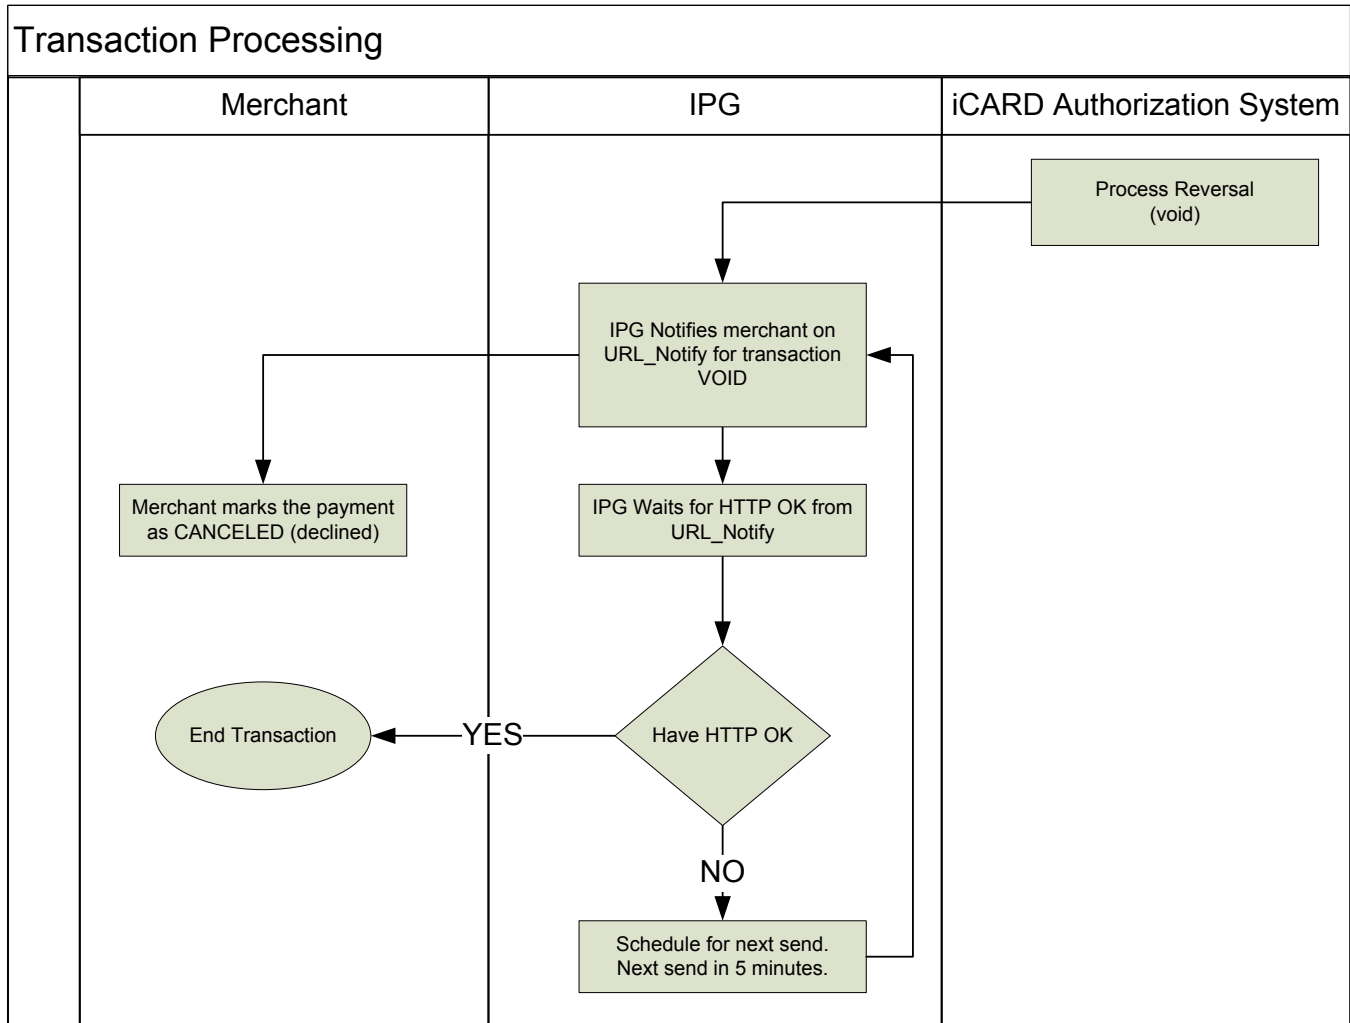 Transaction Processing
Merchant
IPG
iCARD Authorization System
Process Reversal
(void)
IPG Notifies merchant on
URL_Notify for transaction
VOID
Merchant marks the payment
as CANCELED (declined)
IPG Waits for HTTP OK from
URL_Notify
End Transaction
YES
Have HTTP OK
NO
Schedule for next send.
Next send in 5 minutes.